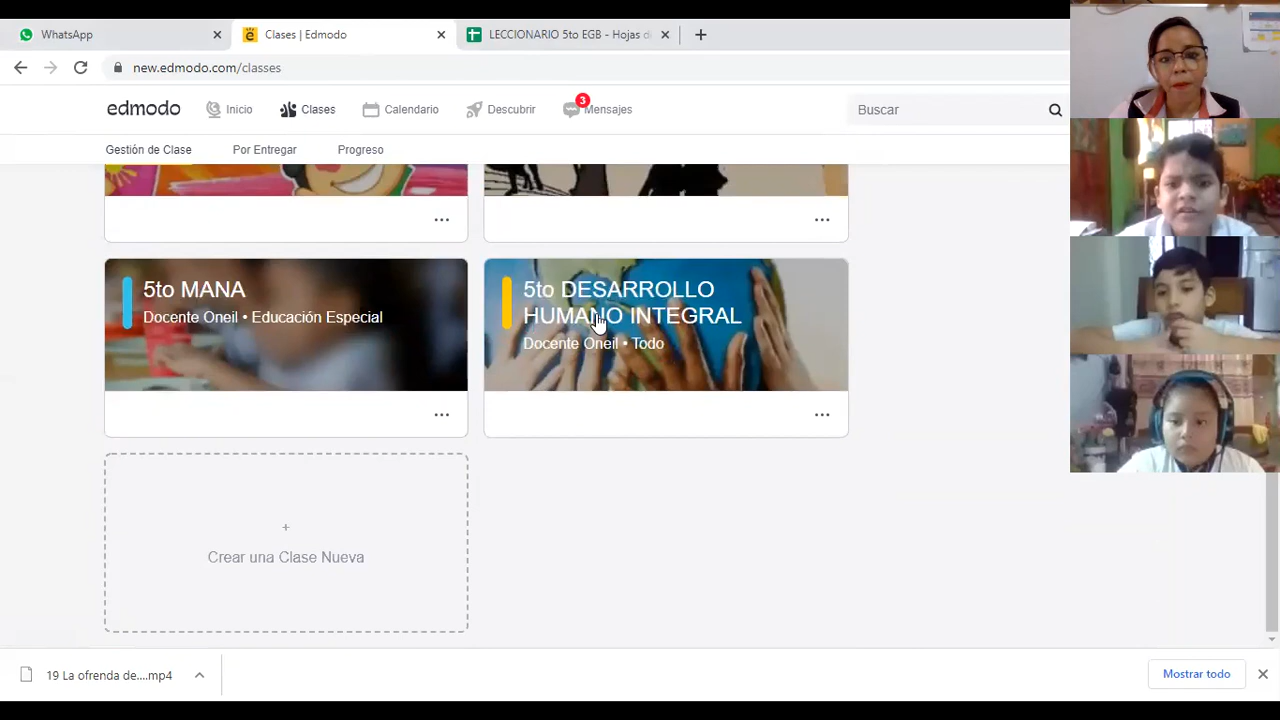 WhatsApp
Clases | Edmodo
LECCIONARIO 5to EGB - Hojas d
new.edmodo.com/classes
edmodo
Inicio
Clases
Calendario
Descubrir
3
Mensajes
Buscar
Gestión de Clase
Por Entregar
Progreso
5to MANA
Docente Oneil • Educación Especial
5to DESARROLLO
HUMANO INTEGRAL
Docente Oneil • Todo
+
Crear una Clase Nueva
19 La ofrenda de....mp4
Mostrar todo